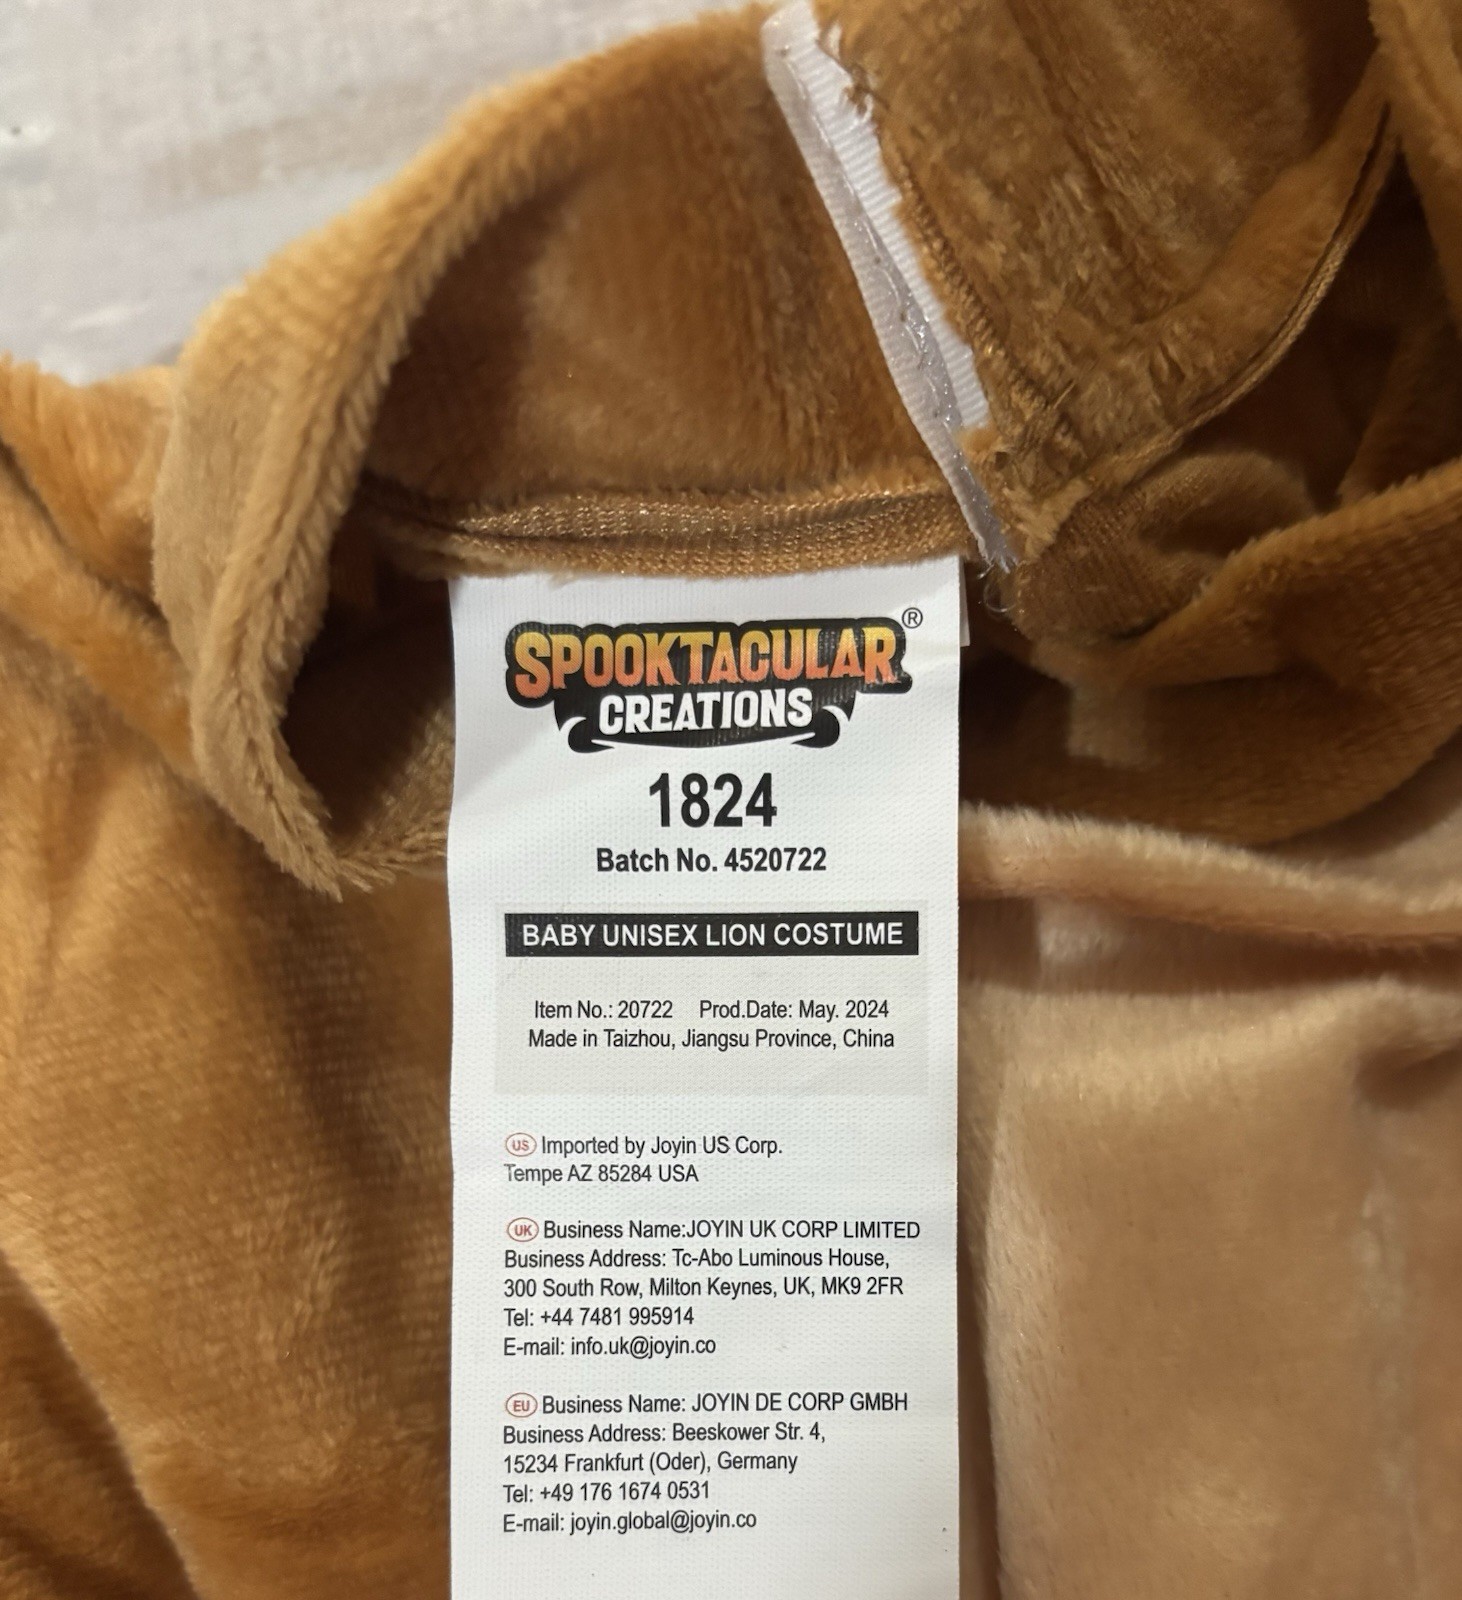 SPOOKTACULAR®
CREATIONS
1824
Batch No. 4520722
BABY UNISEX LION COSTUME
Item No.: 20722 Prod.Date: May. 2024
Made in Taizhou, Jiangsu Province, China
US Imported by Joyin US Corp.
Tempe AZ 85284 USA
UK Business Name:JOYIN UK CORP LIMITED
Business Address: Tc-Abo Luminous House,
300 South Row, Milton Keynes, UK, MK9 2FR
Tel: +44 7481 995914
E-mail: info.uk@joyin.co
EU Business Name: JOYIN DE CORP GMBH
Business Address: Beeskower Str. 4,
15234 Frankfurt (Oder), Germany
Tel: +49 176 1674 0531
E-mail: joyin.global@joyin.co